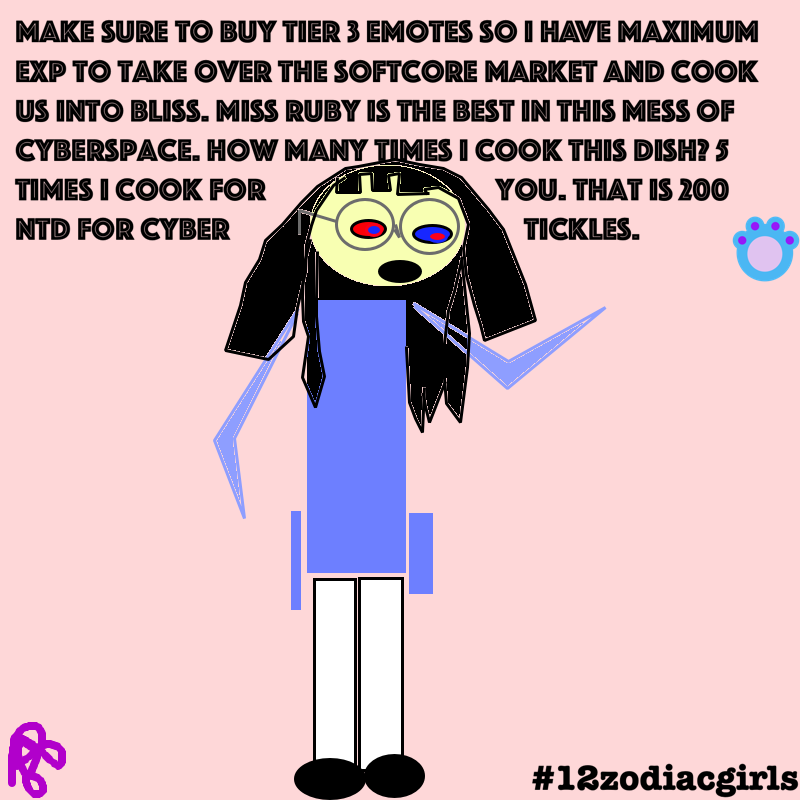 MAKE SURE TO BUY TIER 3 EMOTES SO I HAVE MAXIMUM
EXP TO TAKE OVER THE SOFTCORE MARKET AND COOK
US INTO BLISS. MISS RUBY IS THE BEST IN THIS MESS OF
CYBERSPACE. HOW MANY TIMES I COOK THIS DISH? 5
TIMES I COOK FOR YOU. THAT IS 200
NTD FOR CYBER TICKLES.
#12zodiacgirls